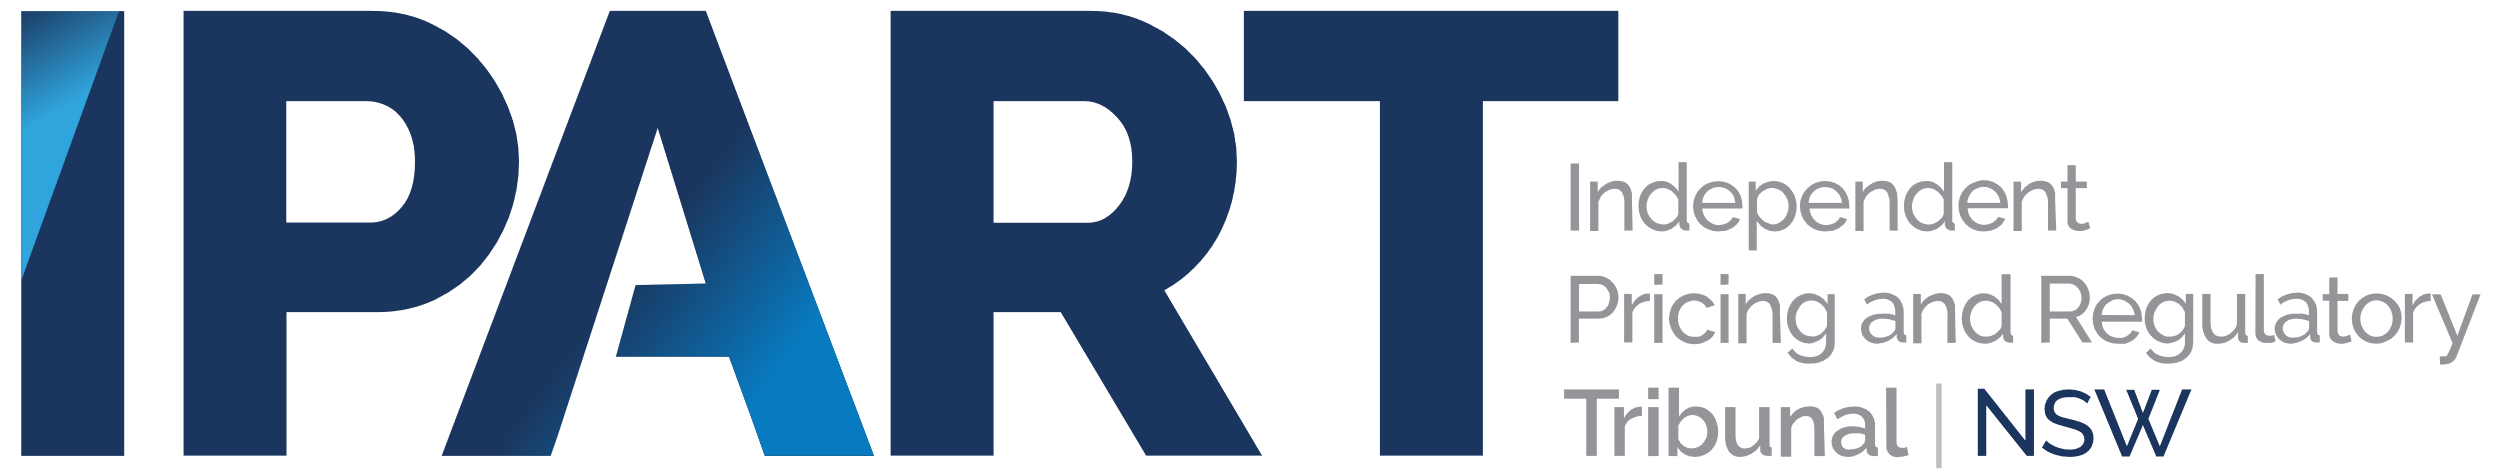 IPART
Independent
Pricing and Regulatory
Tribunal | NSW